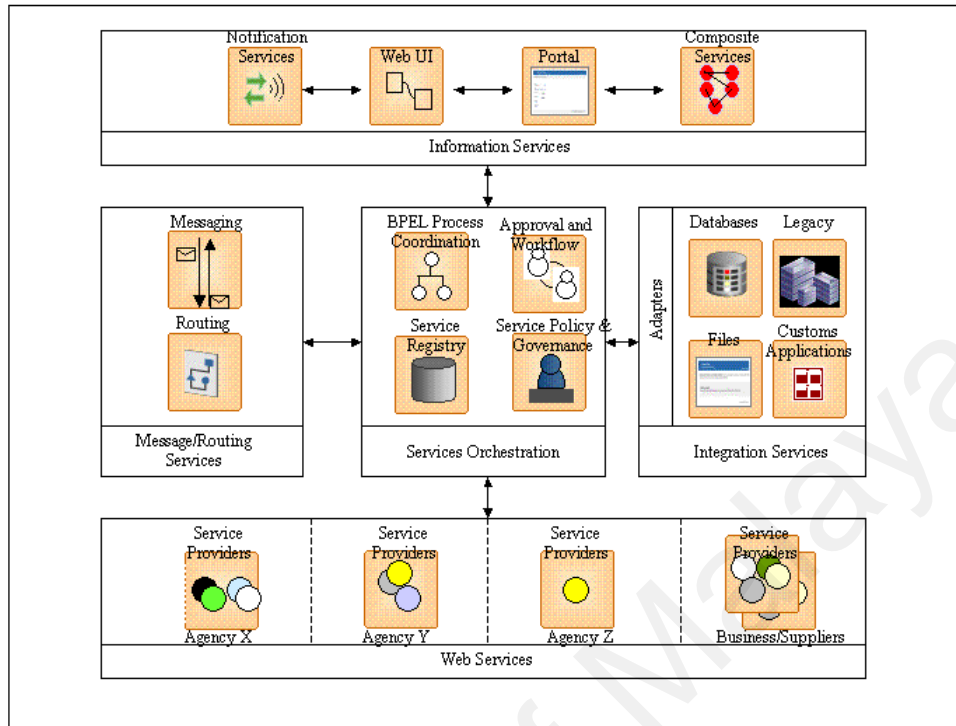 Notification
Services
Web UI
Portal
Composite
Services
Information Services
Messaging
Routing
Message/Routing
Services
BPEL Process
Coordination
Approval and
Workflow
Service
Registry
Service Policy &
Governance
Services Orchestration
Adapters
Databases
Legacy
Files
Customs
Applications
Integration Services
Service
Providers
Agency X
Service
Providers
Agency Y
Service
Providers
Agency Z
Service
Providers
Business/Suppliers
Web Services
of Malaya